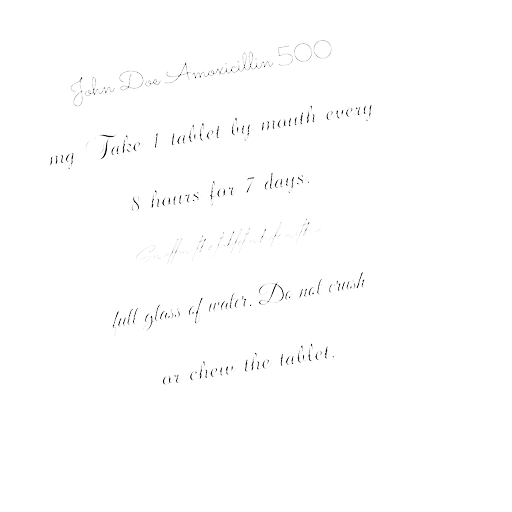 John Doe Amoxicillin 500
mg Take 1 tablet by mouth every
8 hours for 7 days.
full glass of water. Do not crush
or chew the tablet.